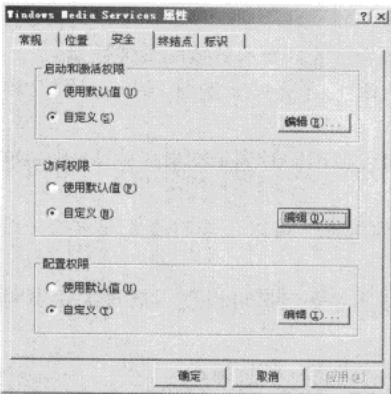 Windows Media Services 属性
常规 位置 安全 终结点 标识
启动和激活权限
使用默认值(U)
自定义(S) 编辑(E)...
访问权限
使用默认值(P)
自定义(N) 编辑(D)...
配置权限
使用默认值(U)
自定义(T) 编辑(I)...
确定 取消 应用(A)